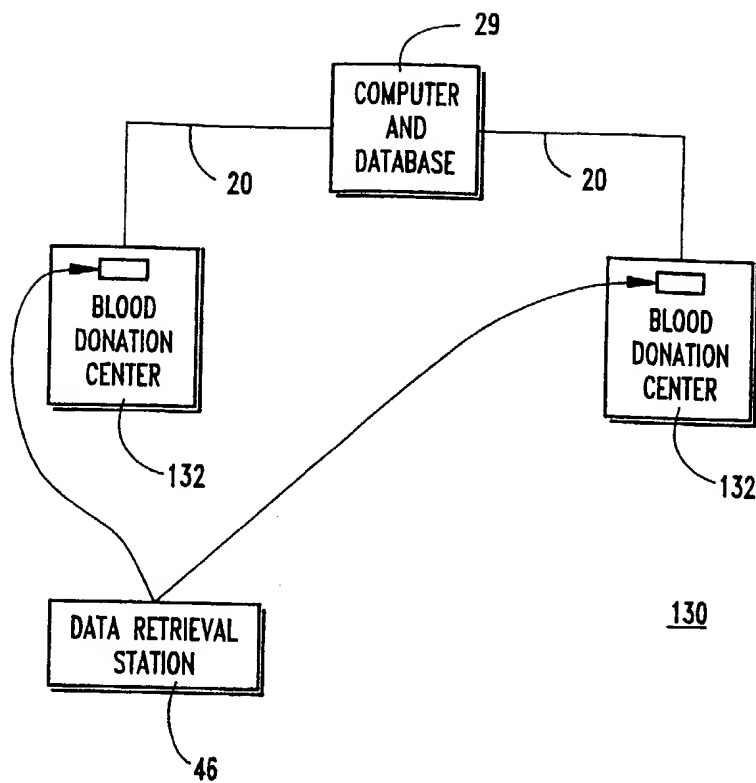 29
COMPUTER
AND
DATABASE
20
20
BLOOD
DONATION
CENTER
132
BLOOD
DONATION
CENTER
132
DATA RETRIEVAL
STATION
46
130